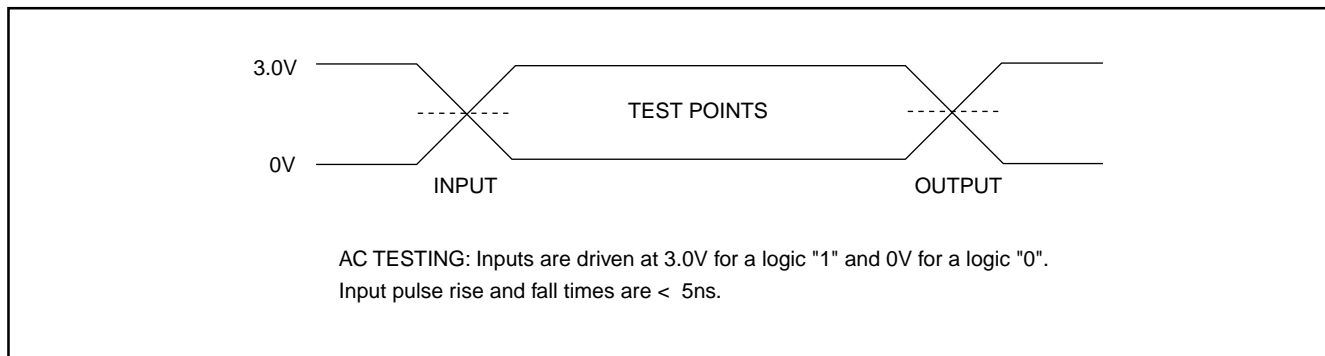 3.0V
TEST POINTS
0V
INPUT
OUTPUT
AC TESTING: Inputs are driven at 3.0V for a logic "1" and 0V for a logic "0".
Input pulse rise and fall times are < 5ns.